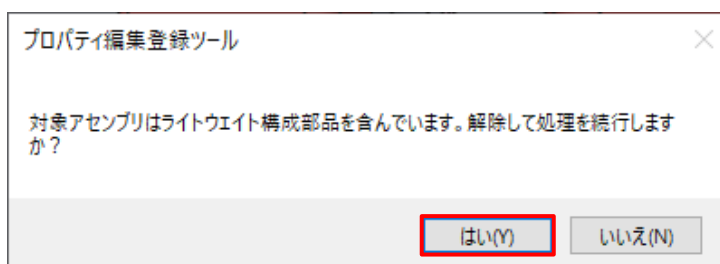 プロパティ編集登録ツール
対象アセンブリはライトウエイト構成部品を含んでいます。解除して処理を続行します
か？
はい(Y)
いいえ(N)